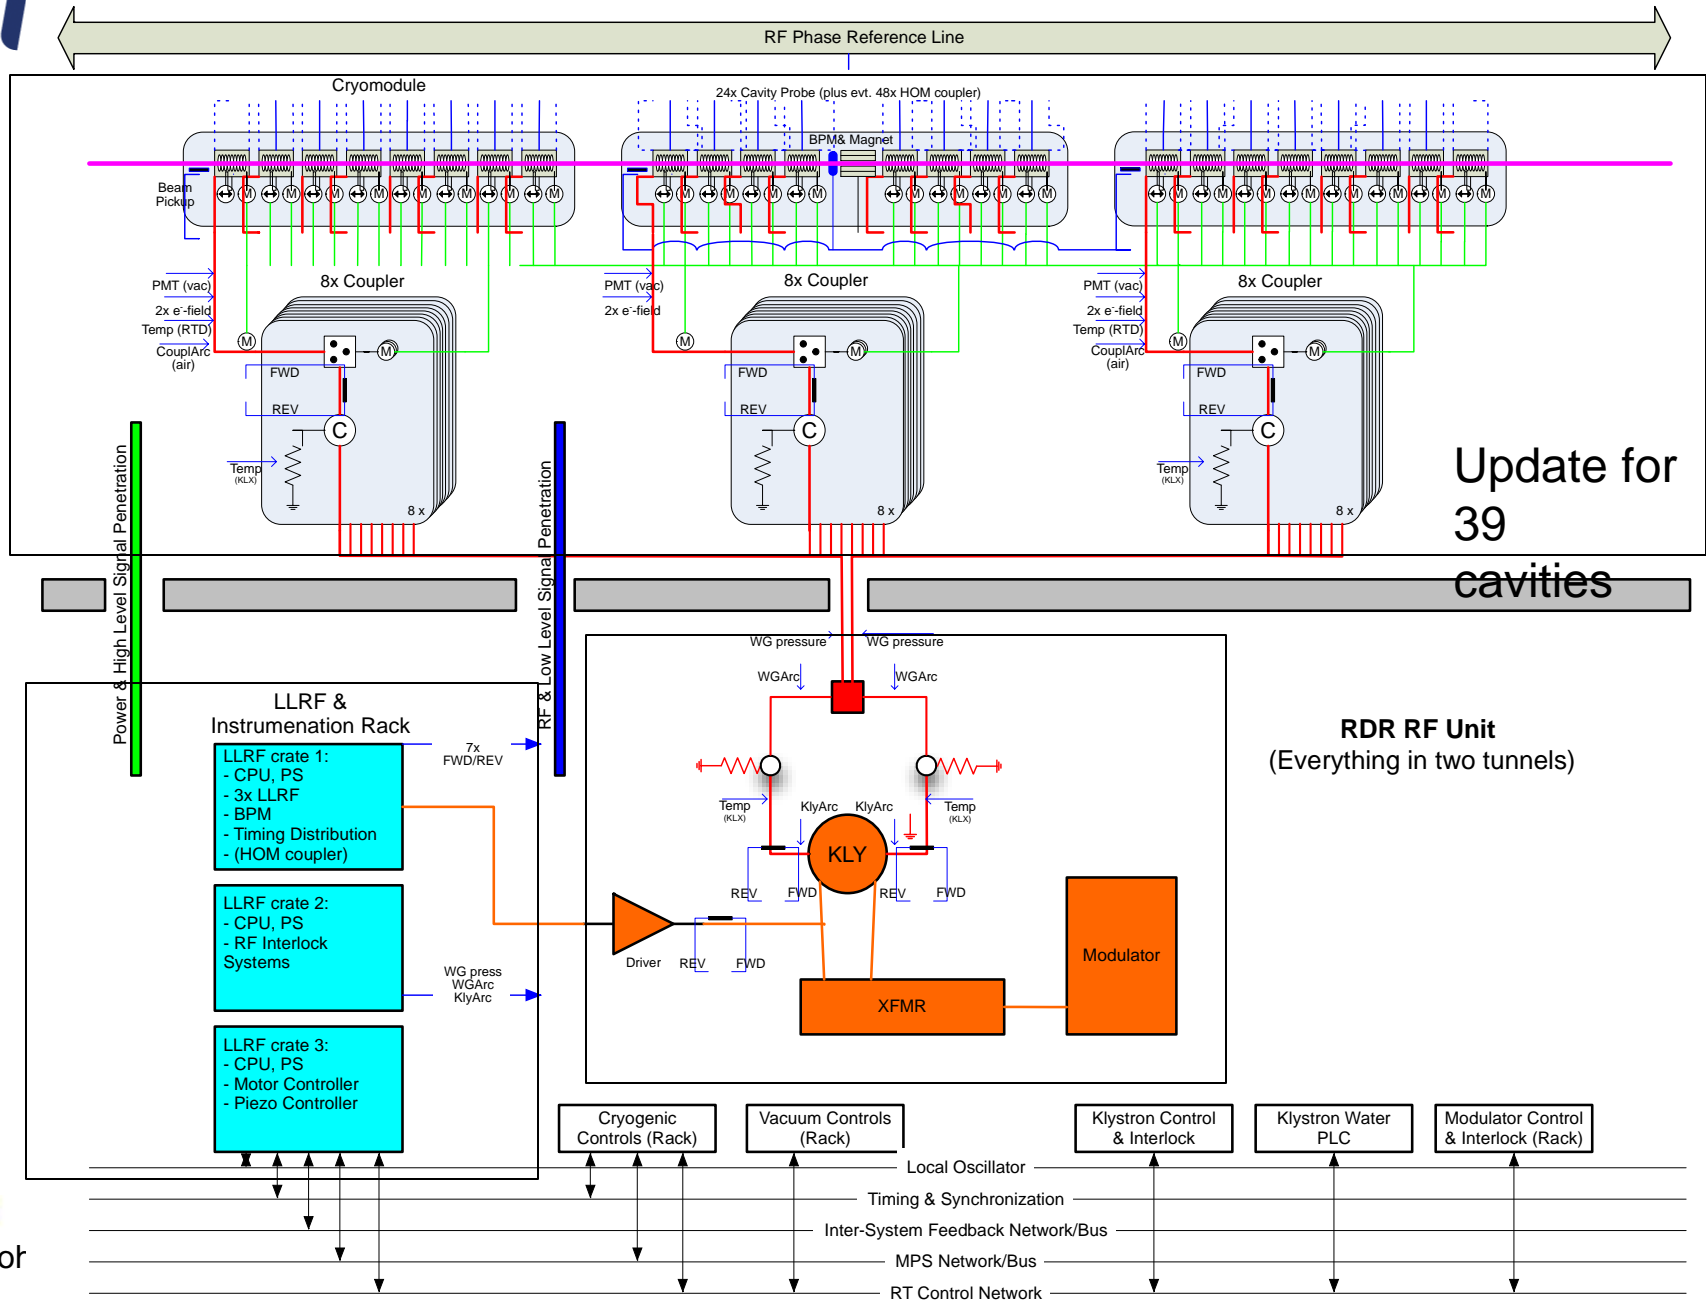 RF Phase Reference Line
Cryomodule
24x Cavity Probe (plus evt. 48x HOM coupler)
BPM& Magnet
Beam
Pickup
M M M M M M M M
M M M M M M M M
M M M M M M M M
8x Coupler
8x Coupler
8x Coupler
PMT (vac)
2x e⁻-field
Temp (RTD)
CouplArc
(air)
M
M
FWD
REV
C
Temp
(KLX)
8 x
PMT (vac)
2x e⁻-field
M
M
FWD
REV
C
8 x
PMT (vac)
2x e⁻-field
Temp (RTD)
CouplArc
(air)
M
M
FWD
REV
C
Temp
(KLX)
8 x
Update for
39
cavities
Power & High Level Signal Penetration
RF & Low Level Signal Penetration
WG pressure
WG pressure
WGArc
WGArc
LLRF &
Instrumenation Rack
LLRF crate 1:
- CPU, PS
- 3x LLRF
- BPM
- Timing Distribution
- (HOM coupler)
7x
FWD/REV
LLRF crate 2:
- CPU, PS
- RF Interlock
Systems
WG press
WGArc
KlyArc
LLRF crate 3:
- CPU, PS
- Motor Controller
- Piezo Controller
RDR RF Unit
(Everything in two tunnels)
Temp
(KLX)
KlyArc
KlyArc
Temp
(KLX)
KLY
REV
FWD
REV
FWD
Driver
REV
FWD
XFMR
Modulator
Cryogenic
Controls (Rack)
Vacuum Controls
(Rack)
Klystron Control
& Interlock
Klystron Water
PLC
Modulator Control
& Interlock (Rack)
Local Oscillator
Timing & Synchronization
Inter-System Feedback Network/Bus
MPS Network/Bus
RT Control Network